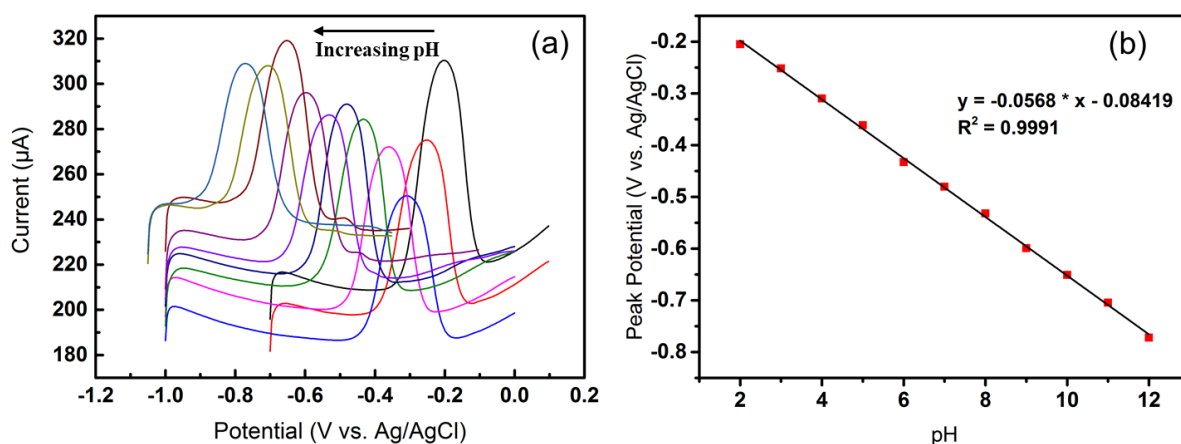 (a)
Increasing pH
Current (µA)
320
300
280
260
240
220
200
180
-1.2 -1.0 -0.8 -0.6 -0.4 -0.2 0.0 0.2
Potential (V vs. Ag/AgCl)
(b)
y = -0.0568 * x - 0.08419
R² = 0.9991
Peak Potential (V vs. Ag/AgCl)
-0.2
-0.3
-0.4
-0.5
-0.6
-0.7
-0.8
2 4 6 8 10 12
pH